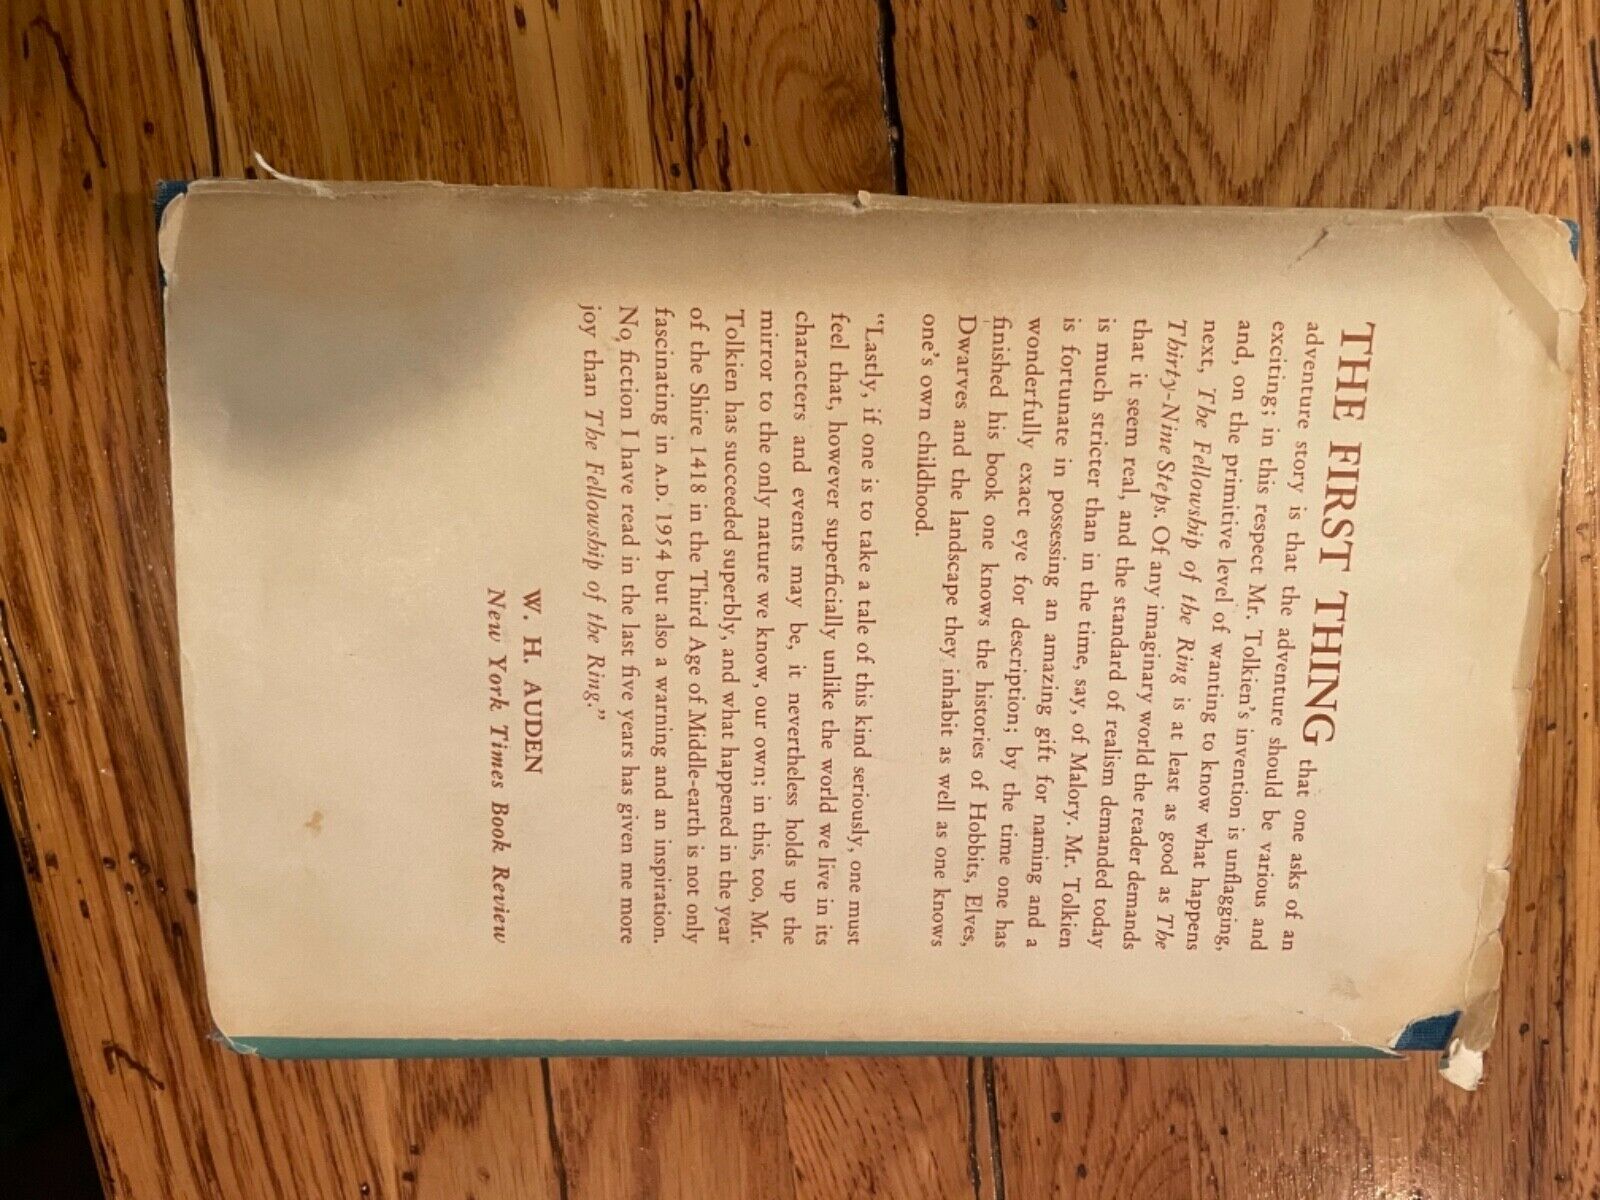 THE FIRST THING that one asks of an
adventure story is that the adventure should be various and
exciting; in this respect Mr. Tolkien's invention is unflagging,
and, on the primitive level of wanting to know what happens
next, The Fellowship of the Ring is at least as good as The
Thirty-Nine Steps. Of any imaginary world the reader demands
that it seem real, and the standard of realism demanded today
is much stricter than in the time, say, of Malory. Mr. Tolkien
is fortunate in possessing an amazing gift for naming and a
wonderfully exact eye for description; by the time one has
finished his book one knows the histories of Hobbits, Elves,
Dwarves and the landscape they inhabit as well as one knows
one's own childhood.
"Lastly, if one is to take a tale of this kind seriously, one must
feel that, however superficially unlike the world we live in its
characters and events may be, it nevertheless holds up the
mirror to the only nature we know, our own; in this, too, Mr.
Tolkien has succeeded superbly, and what happened in the year
of the Shire 1418 in the Third Age of Middle-earth is not only
fascinating in A.D. 1954 but also a warning and an inspiration.
No fiction I have read in the last five years has given me more
joy than The Fellowship of the Ring."
W. H. AUDEN
New York Times Book Review